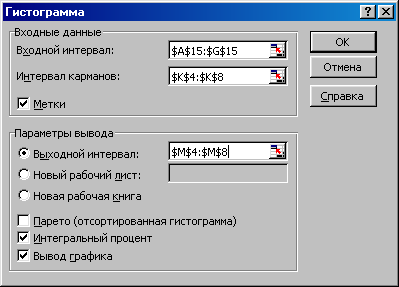 Гистограмма
Входные данные
Входной интервал: $A$15:$G$15
Интервал карманов: $K$4:$K$8
Метки
OK
Отмена
Справка
Параметры вывода
Выходной интервал: $M$4:$M$8
Новый рабочий лист:
Новая рабочая книга
Парето (отсортированная гистограмма)
Интегральный процент
Вывод графика